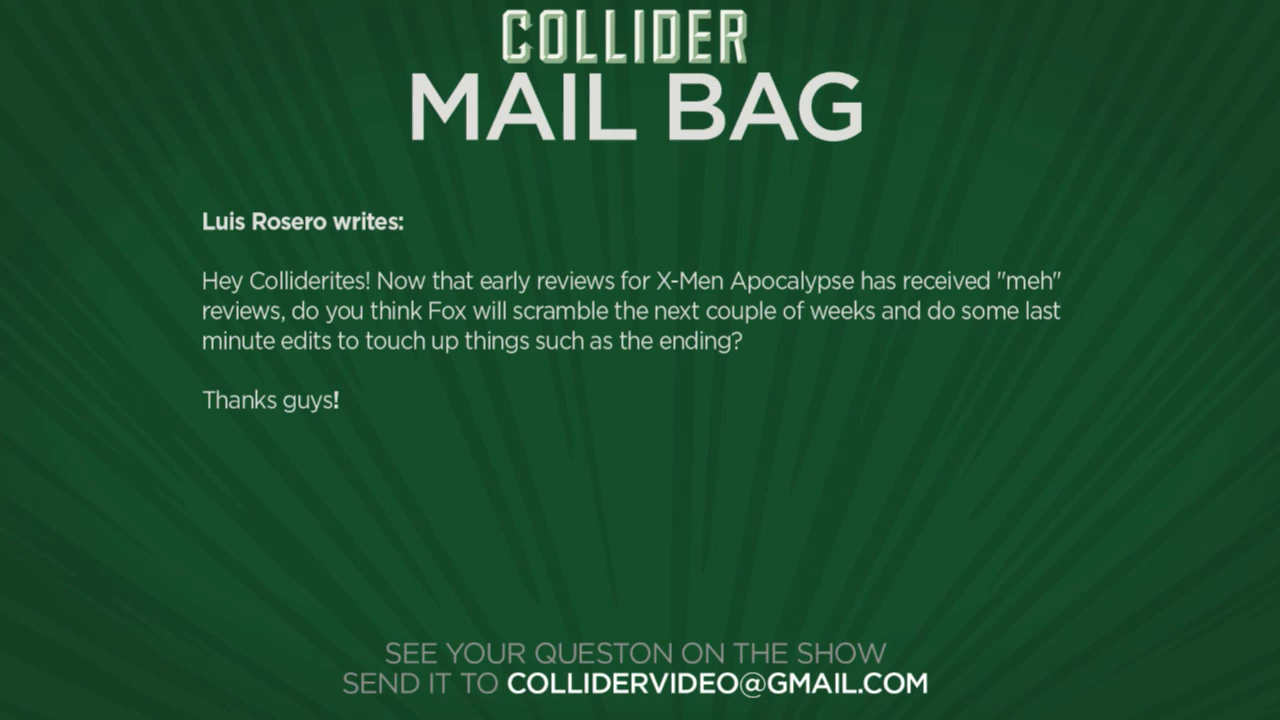 COLLIDER
MAIL BAG
Luis Rosero writes:
Hey Colliderites! Now that early reviews for X-Men Apocalypse has received "meh"
reviews, do you think Fox will scramble the next couple of weeks and do some last
minute edits to touch up things such as the ending?
Thanks guys!
SEE YOUR QUESTON ON THE SHOW
SEND IT TO COLLIDERVIDEO@GMAIL.COM